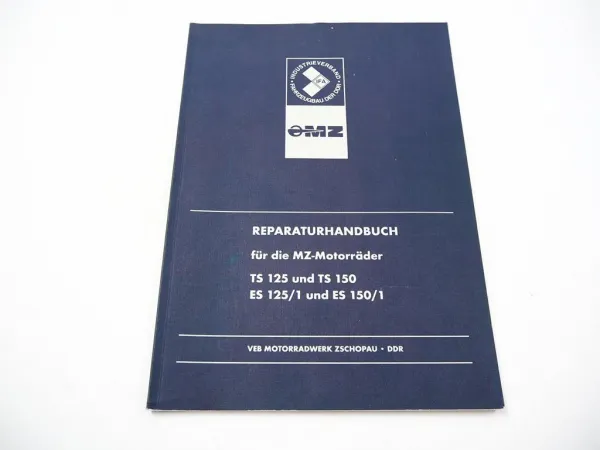 INDUSTRIEVERBAND
FAHRZEUGBAU DER DDR
IFA
MZ
REPARATURHANDBUCH
für die MZ-Motorräder
TS 125 und TS 150
ES 125/1 und ES 150/1
VEB MOTORRADWERK ZSCHOPAU • DDR